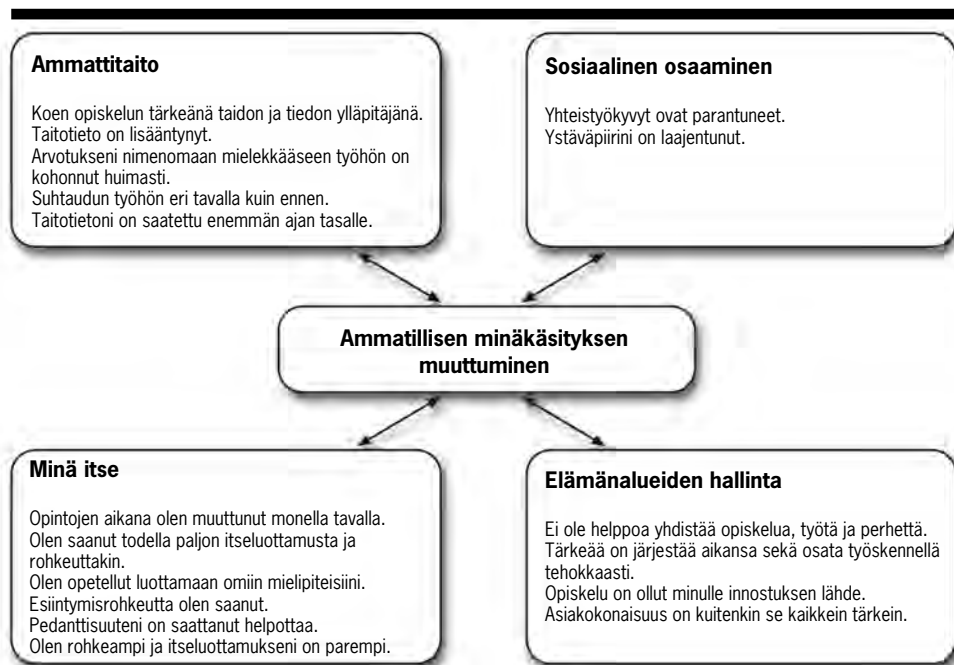 Ammattitaito
Koen opiskelun tärkeänä taidon ja tiedon ylläpitäjänä.
Taitotieto on lisääntynyt.
Arvotukseni nimenomaan mielekkääseen työhön on
kohonnut huimasti.
Suhtaudun työhön eri tavalla kuin ennen.
Taitotietoni on saatettu enemmän ajan tasalle.
Sosiaalinen osaaminen
Yhteistyökyvyt ovat parantuneet.
Ystäväpiirini on laajentunut.
Ammatillisen minäkäsityksen
muuttuminen
Minä itse
Opintojen aikana olen muuttunut monella tavalla.
Olen saanut todella paljon itseluottamusta ja
rohkeuttakin.
Olen opetellut luottamaan omiin mielipiteisiini.
Esiintymisrohkeutta olen saanut.
Pedanttisuuteni on saattanut helpottaa.
Olen rohkeampi ja itseluottamukseni on parempi.
Elämänalueiden hallinta
Ei ole helppoa yhdistää opiskelua, työtä ja perhettä.
Tärkeää on järjestää aikansa sekä osata työskennellä
tehokkaasti.
Opiskelu on ollut minulle innostuksen lähde.
Asiakokonaisuus on kuitenkin se kaikkein tärkein.